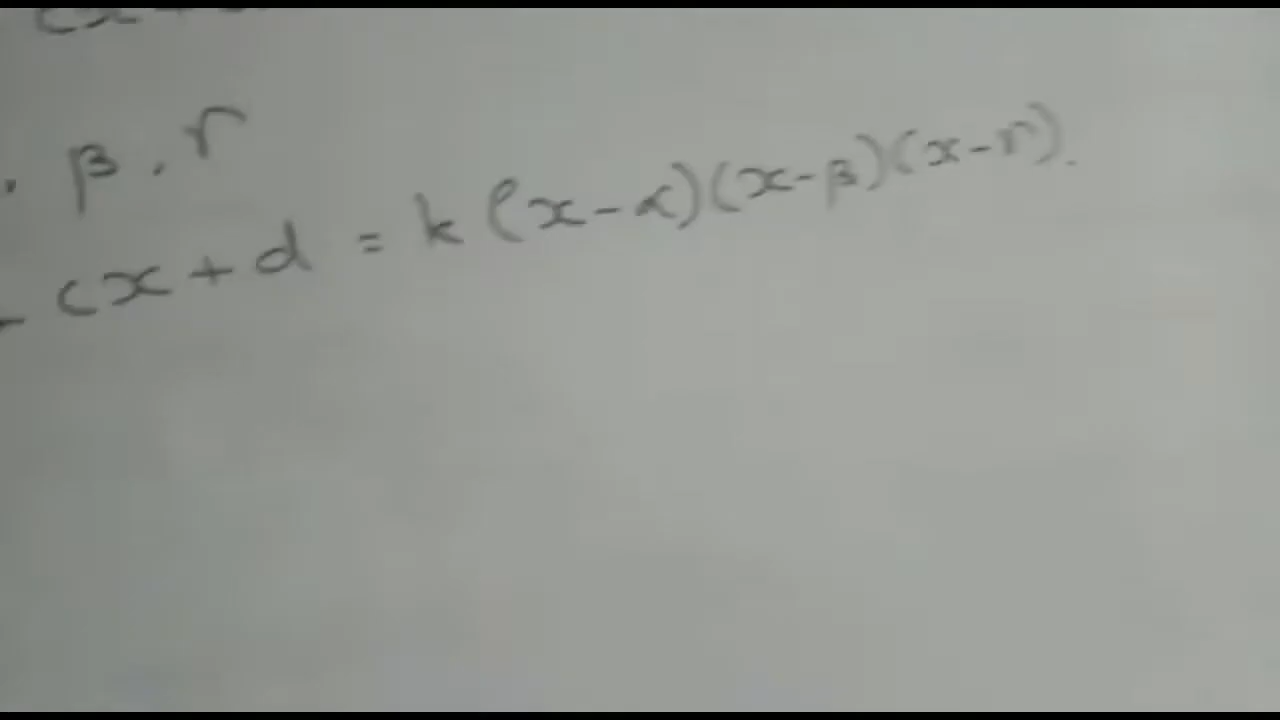 , β, γ
cx + d = k (x - α)(x - β)(x - γ).